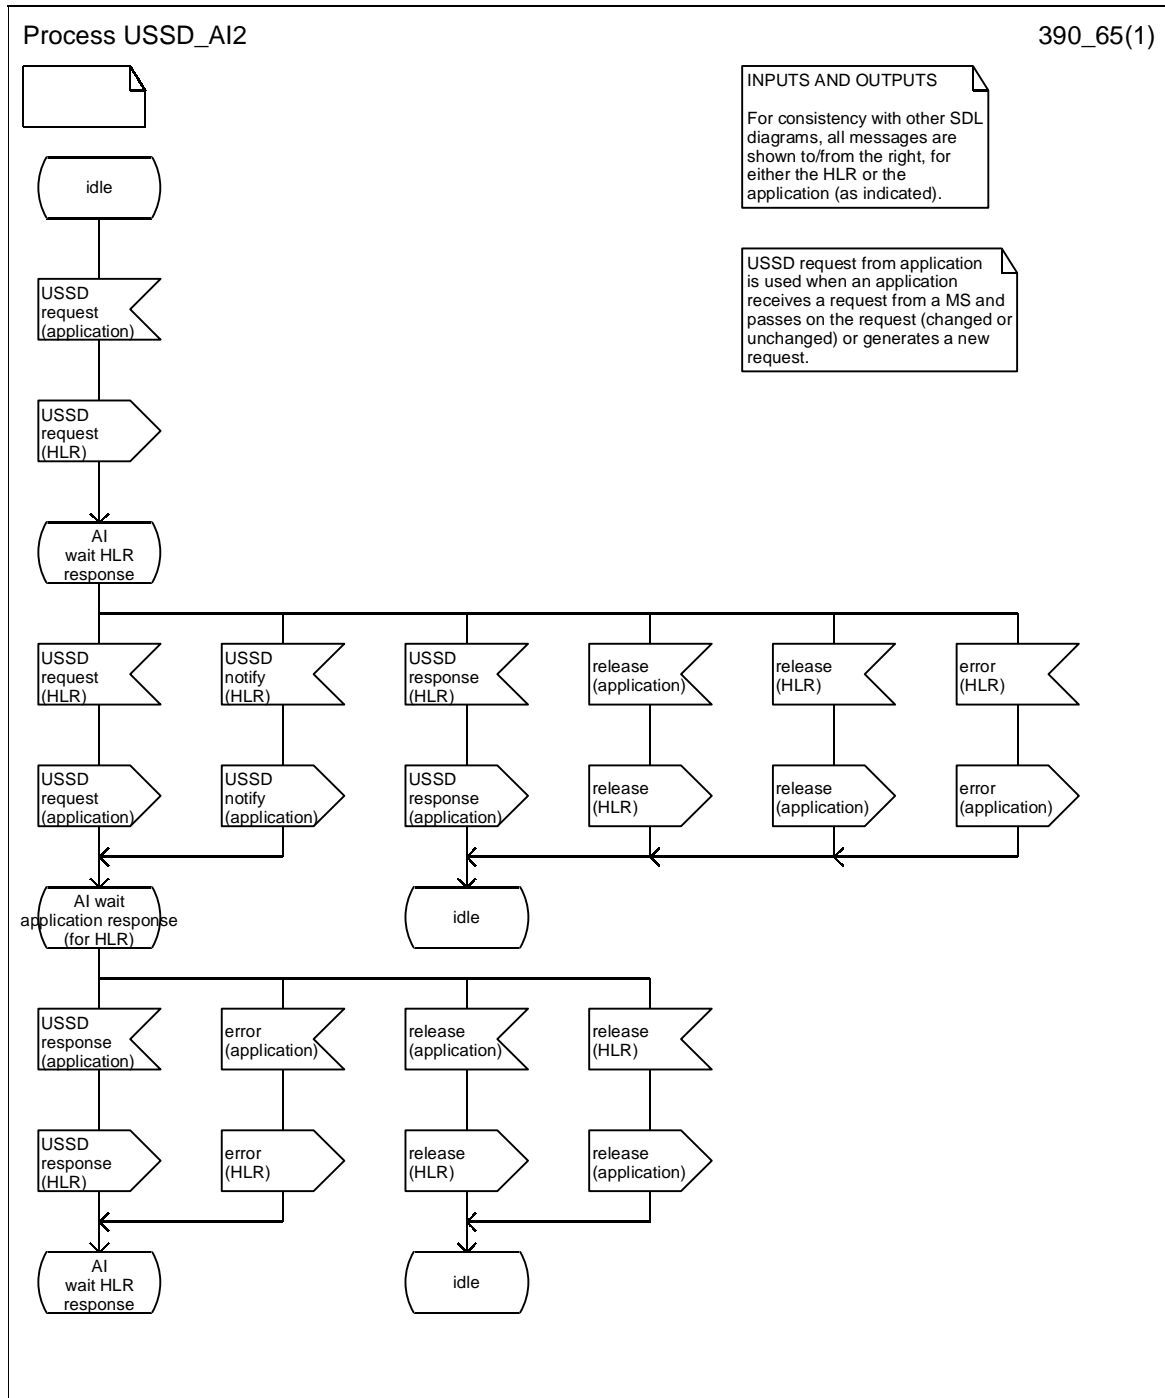 Process USSD_AI2
390_65(1)
INPUTS AND OUTPUTS
For consistency with other SDL
diagrams, all messages are
shown to/from the right, for
either the HLR or the
application (as indicated).
idle
USSD request from application
is used when an application
receives a request from a MS and
passes on the request (changed or
unchanged) or generates a new
request.
USSD
request
(application)
USSD
request
(HLR)
AI
wait HLR
response
USSD
request
(HLR)
USSD
notify
(HLR)
USSD
response
(HLR)
release
(application)
release
(HLR)
error
(HLR)
USSD
request
(application)
USSD
notify
(application)
USSD
response
(application)
release
(HLR)
release
(application)
error
(application)
AI wait
application response
(for HLR)
idle
USSD
response
(application)
error
(application)
release
(application)
release
(HLR)
USSD
response
(HLR)
error
(HLR)
release
(HLR)
release
(application)
AI
wait HLR
response
idle